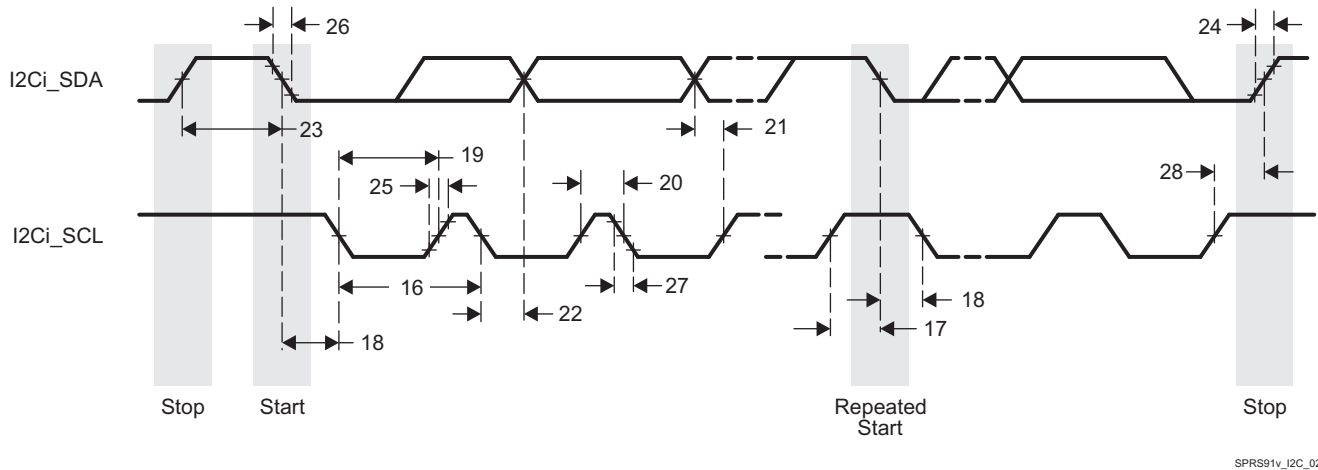 26
24
I2Ci_SDA
23
21
19
25
20
28
I2Ci_SCL
16
27
22
18
18
17
Stop
Start
Repeated
Start
Stop
SPRS91v_I2C_02